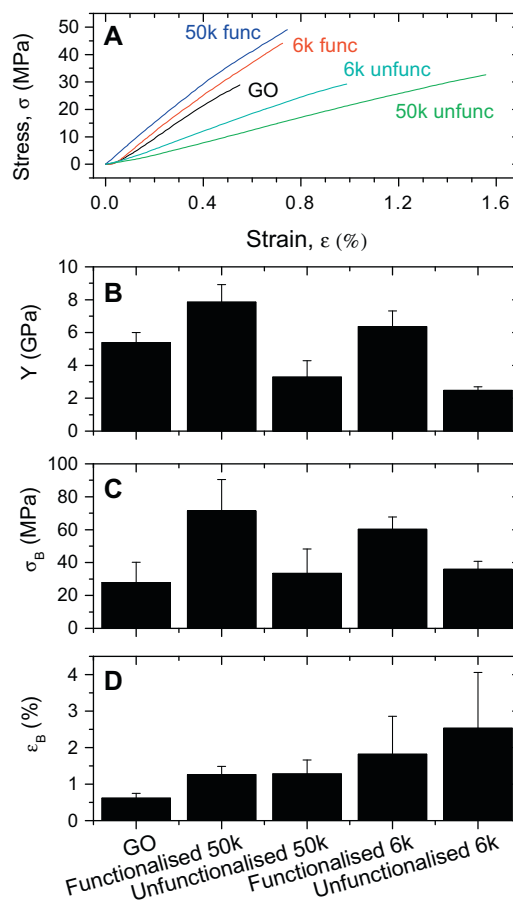 A
50k func
6k func
GO
6k unfunc
50k unfunc
Stress, σ (MPa)
50
40
30
20
10
0
0.0 0.4 0.8 1.2 1.6
Strain, ε (%)
B
Y (GPa)
10
8
6
4
2
0
C
σB (MPa)
100
80
60
40
20
0
D
εB (%)
4
3
2
1
0
GO
Functionalised 50k
Unfunctionalised 50k
Functionalised 6k
Unfunctionalised 6k